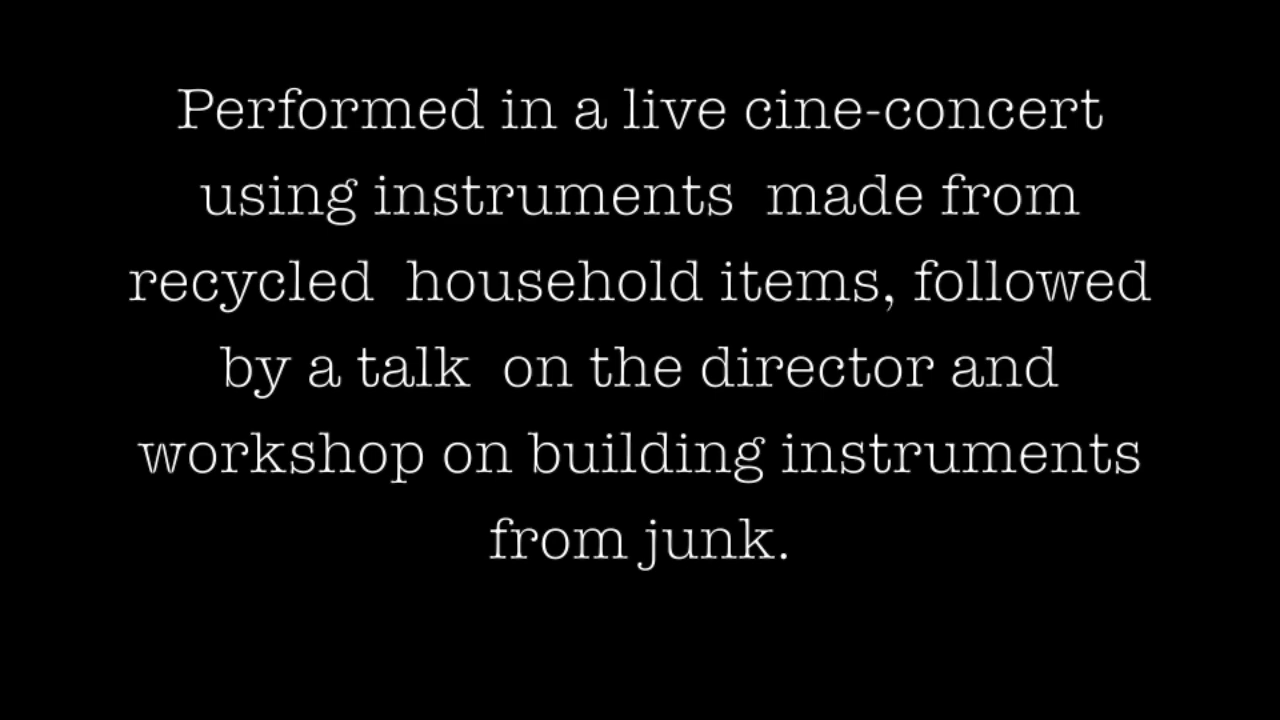 Performed in a live cine-concert
using instruments  made from
recycled  household items, followed
by a talk  on the director and
workshop on building instruments
from junk.